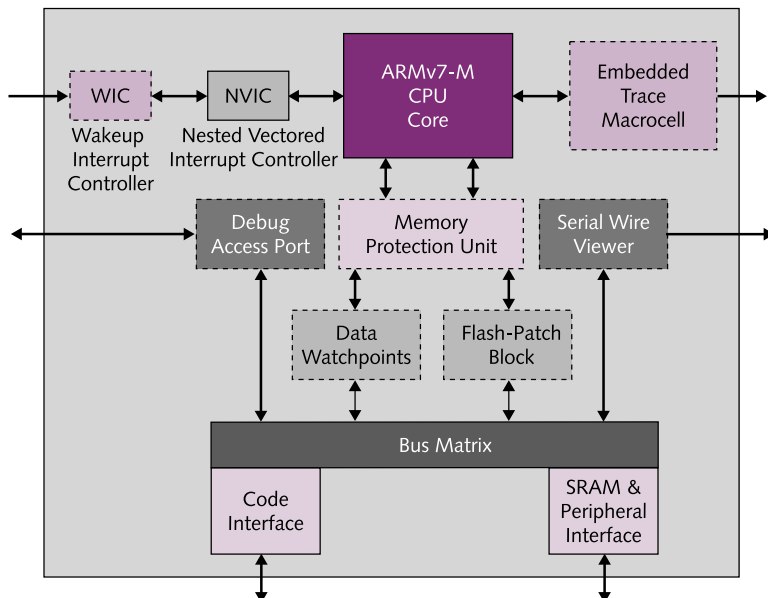 WIC
Wakeup
Interrupt
Controller
NVIC
Nested Vectored
Interrupt Controller
ARMv7-M
CPU
Core
Embedded
Trace
Macrocell
Debug
Access Port
Memory
Protection Unit
Serial Wire
Viewer
Data
Watchpoints
Flash-Patch
Block
Bus Matrix
Code
Interface
SRAM &
Peripheral
Interface